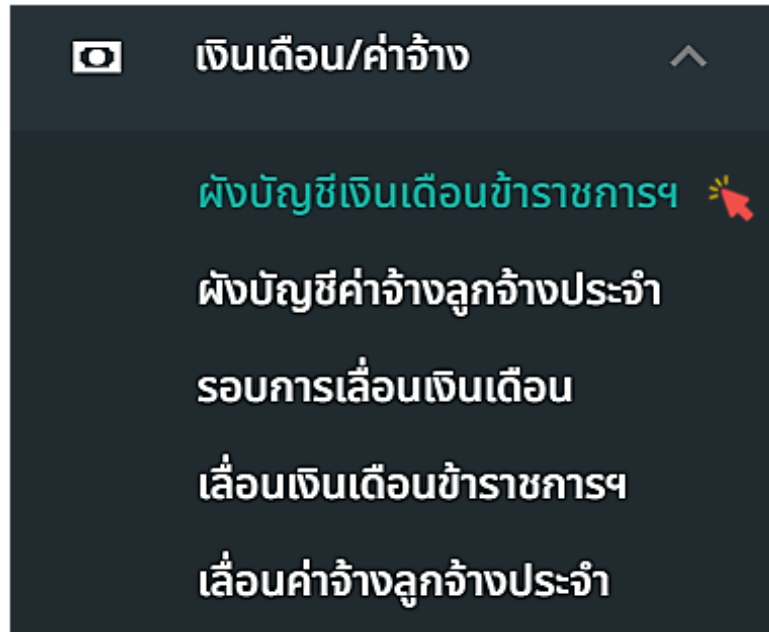 เงินเดือน/ค่าจ้าง
ผังบัญชีเงินเดือนข้าราชการฯ
ผังบัญชีค่าจ้างลูกจ้างประจำ
รอบการเลื่อนเงินเดือน
เลื่อนเงินเดือนข้าราชการฯ
เลื่อนค่าจ้างลูกจ้างประจำ